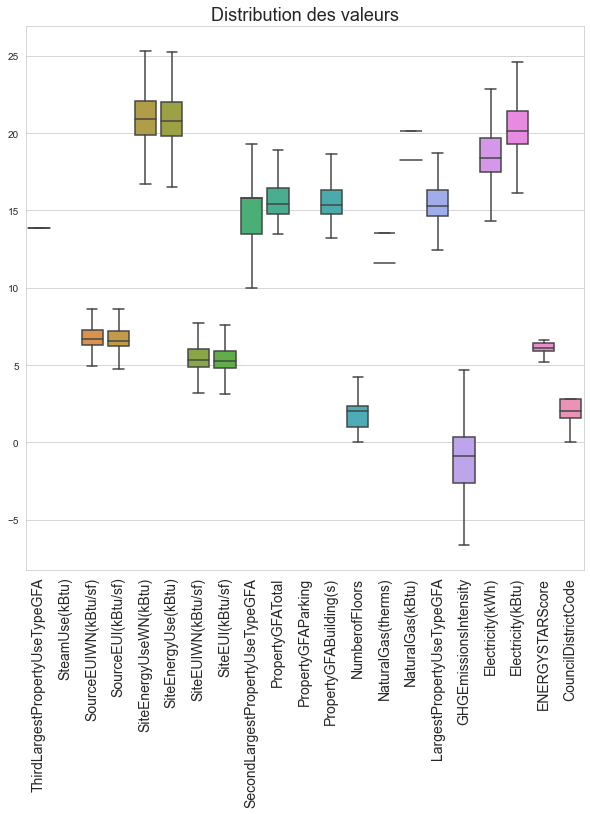 Distribution des valeurs
25
20
15
10
5
0
−5
ThirdLargestPropertyUseTypeGFA
SteamUse(kBtu)
SourceEUIWN(kBtu/sf)
SourceEUI(kBtu/sf)
SiteEnergyUseWN(kBtu)
SiteEnergyUse(kBtu)
SiteEUIWN(kBtu/sf)
SiteEUI(kBtu/sf)
SecondLargestPropertyUseTypeGFA
PropertyGFATotal
PropertyGFAParking
PropertyGFABuilding(s)
NumberofFloors
NaturalGas(therms)
NaturalGas(kBtu)
LargestPropertyUseTypeGFA
GHGEmissionsIntensity
Electricity(kWh)
Electricity(kBtu)
ENERGYSTARScore
CouncilDistrictCode